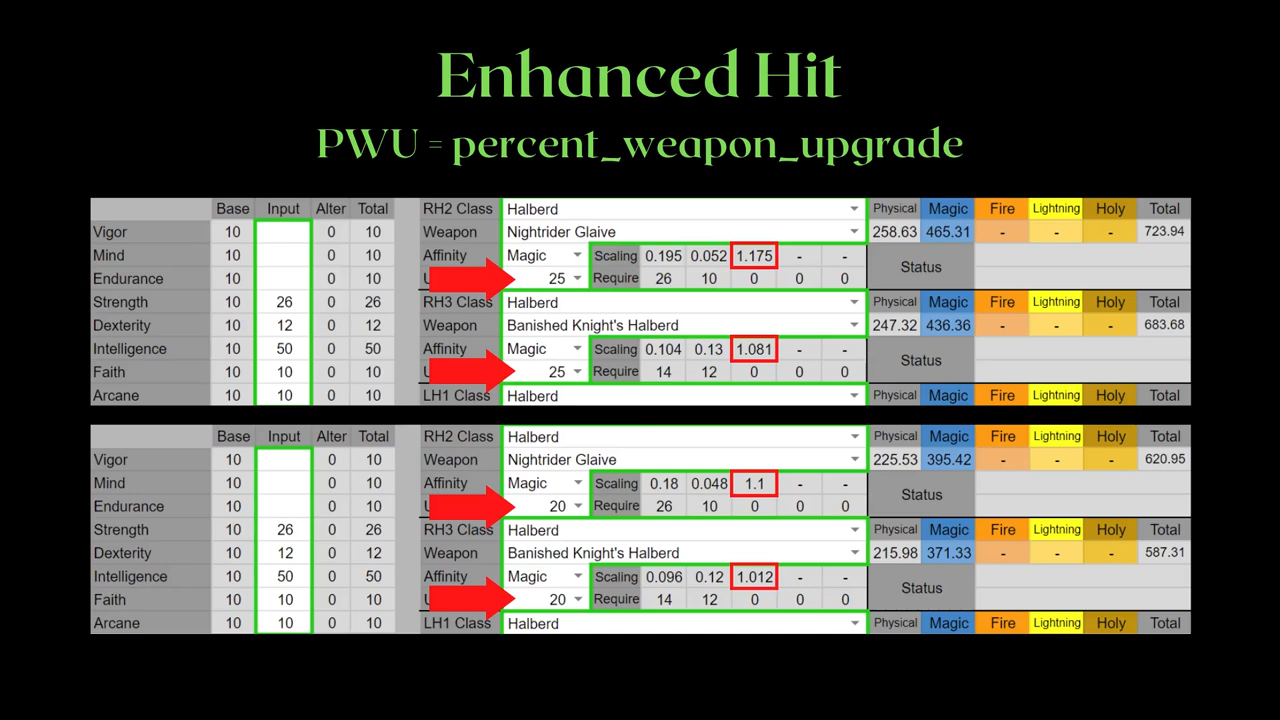 Enhanced Hit
PWU = percent_weapon_upgrade
Base Input Alter Total RH2 Class Halberd Physical Magic Fire Lightning Holy Total
Vigor 10 0 10 Weapon Nightrider Glaive 258.63 465.31 - - - 723.94
Mind 10 0 10 Affinity Magic Scaling 0.195 0.052 1.175 - - Status
Endurance 10 0 10 25 Require 26 10 0 0 0
Strength 10 26 0 26 RH3 Class Halberd Physical Magic Fire Lightning Holy Total
Dexterity 10 12 0 12 Weapon Banished Knight's Halberd 247.32 436.36 - - - 683.68
Intelligence 10 50 0 50 Affinity Magic Scaling 0.104 0.13 1.081 - - Status
Faith 10 10 0 10 25 Require 14 12 0 0 0
Arcane 10 10 0 10 LH1 Class Halberd Physical Magic Fire Lightning Holy Total
Base Input Alter Total RH2 Class Halberd Physical Magic Fire Lightning Holy Total
Vigor 10 0 10 Weapon Nightrider Glaive 225.53 395.42 - - - 620.95
Mind 10 0 10 Affinity Magic Scaling 0.18 0.048 1.1 - - Status
Endurance 10 0 10 20 Require 26 10 0 0 0
Strength 10 26 0 26 RH3 Class Halberd Physical Magic Fire Lightning Holy Total
Dexterity 10 12 0 12 Weapon Banished Knight's Halberd 215.98 371.33 - - - 587.31
Intelligence 10 50 0 50 Affinity Magic Scaling 0.096 0.12 1.012 - - Status
Faith 10 10 0 10 20 Require 14 12 0 0 0
Arcane 10 10 0 10 LH1 Class Halberd Physical Magic Fire Lightning Holy Total